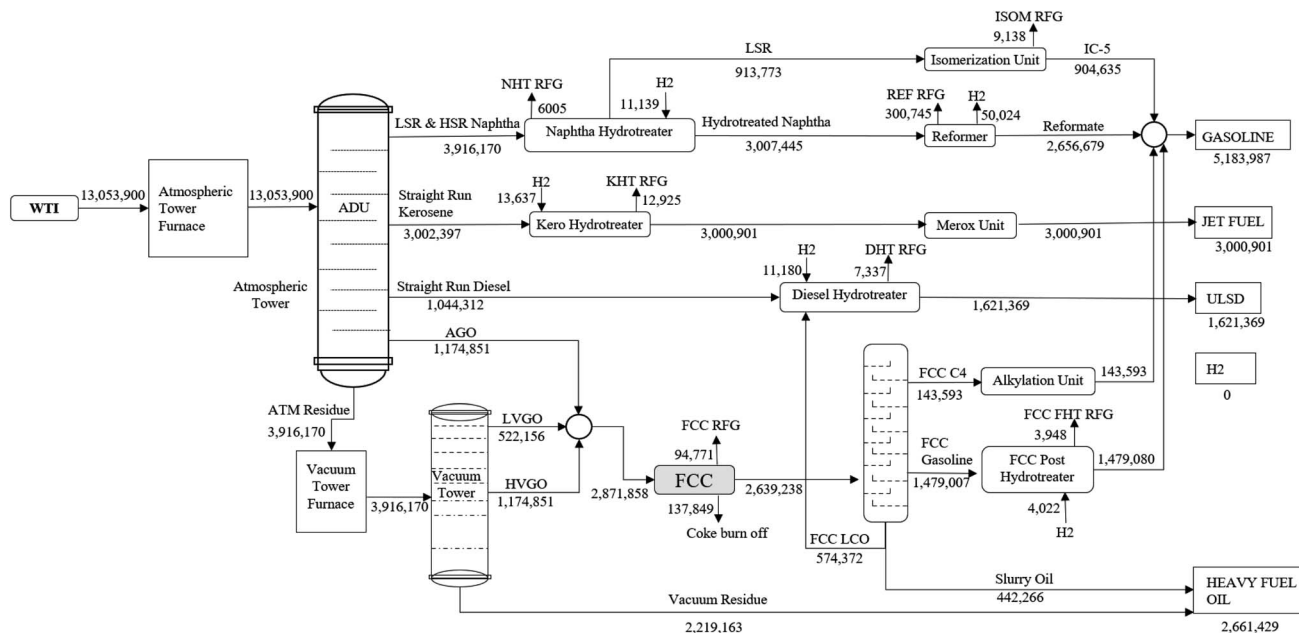 ISOM RFG
9,138
LSR
913,773
Isomerization Unit
IC-5
904,635
NHT RFG
6005
H2
11,139
REF RFG
300,745
H2
50,024
LSR & HSR Naphtha
3,916,170
Naphtha Hydrotreater
Hydrotreated Naphtha
3,007,445
Reformer
Reformate
2,656,679
GASOLINE
5,183,987
WTI
13,053,900
Atmospheric
Tower
Furnace
13,053,900
ADU
Straight Run
Kerosene
3,002,397
H2
13,637
KHT RFG
12,925
Kero Hydrotreater
3,000,901
Merox Unit
3,000,901
JET FUEL
3,000,901
Atmospheric
Tower
Straight Run Diesel
1,044,312
H2
11,180
DHT RFG
7,337
Diesel Hydrotreater
1,621,369
ULSD
1,621,369
AGO
1,174,851
H2
0
FCC C4
143,593
Alkylation Unit
143,593
ATM Residue
3,916,170
LVGO
522,156
Vacuum
Tower
Furnace
3,916,170
Vacuum
Tower
HVGO
1,174,851
2,871,858
FCC RFG
94,771
FCC
2,639,238
137,849
Coke burn off
FCC
Gasoline
1,479,007
FCC FHT RFG
3,948
FCC Post
Hydrotreater
1,479,080
4,022
H2
FCC LCO
574,372
Slurry Oil
442,266
Vacuum Residue
2,219,163
HEAVY FUEL
OIL
2,661,429